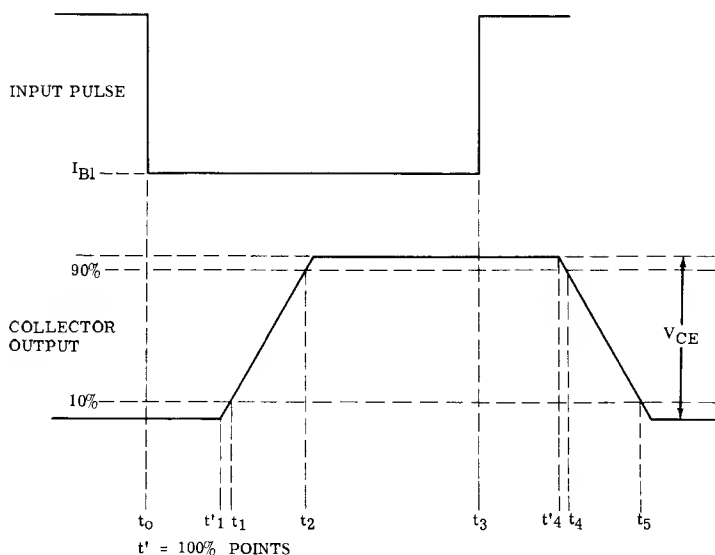 INPUT PULSE
I_B1
90%
COLLECTOR
OUTPUT
V_CE
10%
t_o t'_1 t_1 t_2 t_3 t'_4 t_4 t_5
t' = 100% POINTS